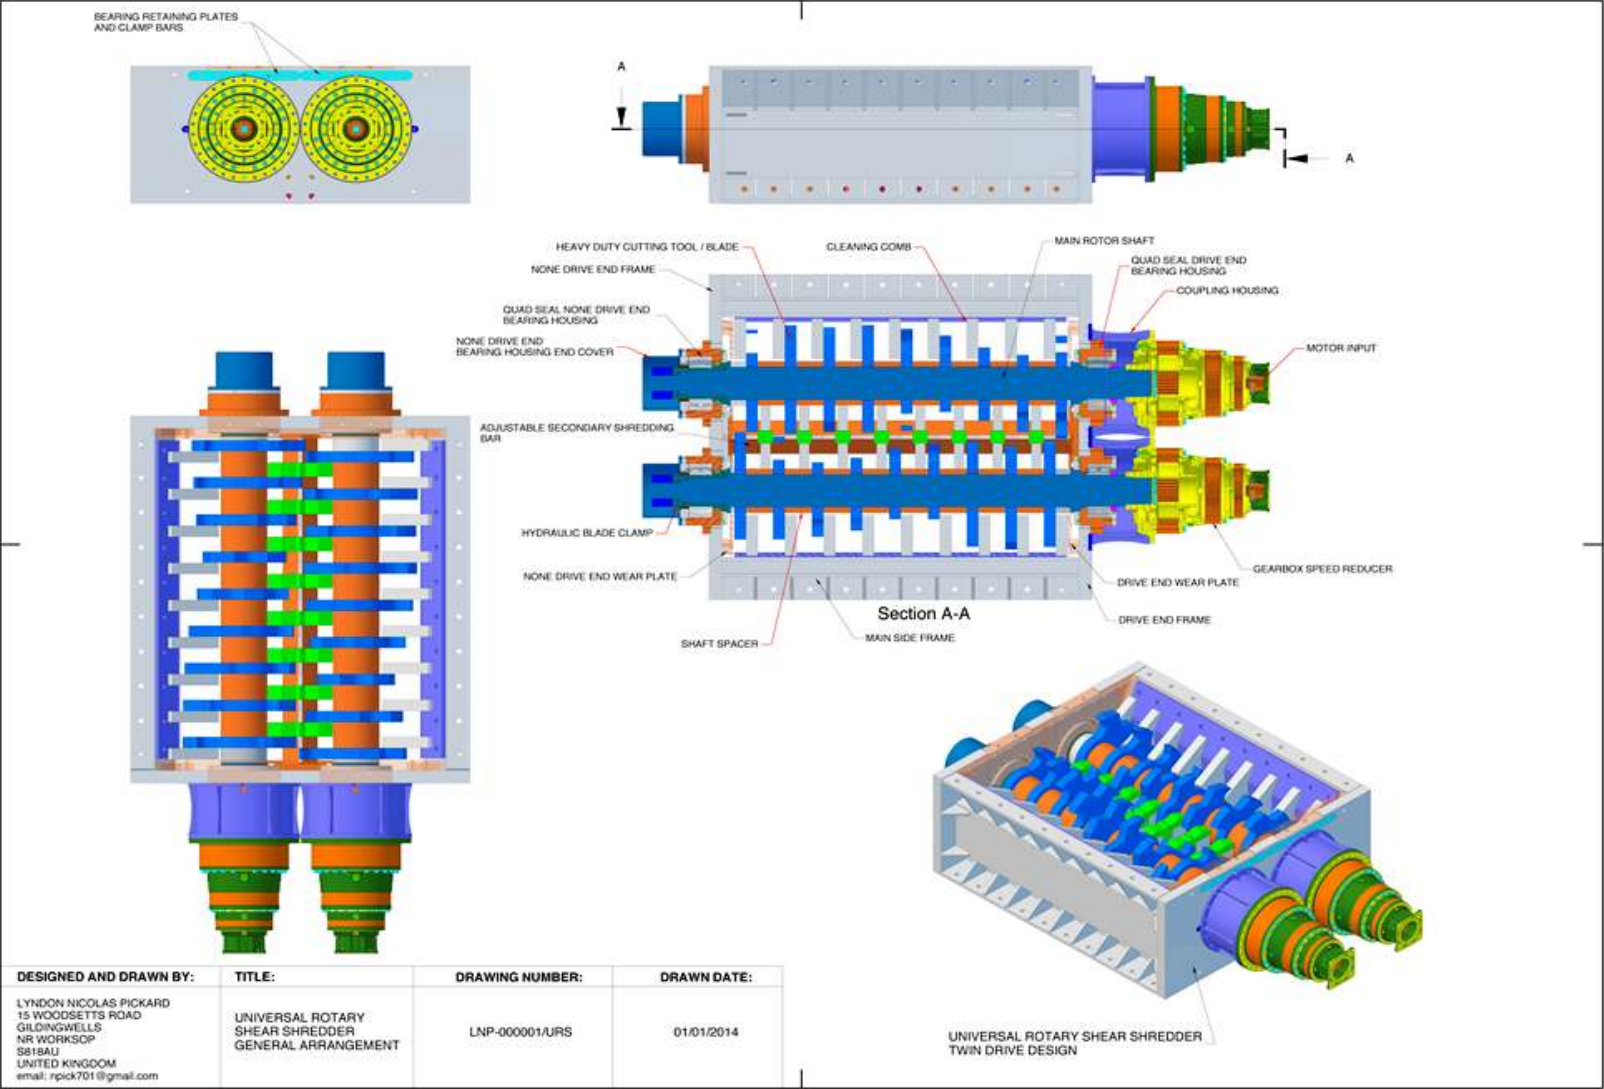 BEARING RETAINING PLATES
AND CLAMP BARS
A
A
HEAVY DUTY CUTTING TOOL / BLADE
CLEANING COMB
MAIN ROTOR SHAFT
NONE DRIVE END FRAME
QUAD SEAL DRIVE END
BEARING HOUSING
COUPLING HOUSING
QUAD SEAL NONE DRIVE END
BEARING HOUSING
NONE DRIVE END
BEARING HOUSING END COVER
MOTOR INPUT
ADJUSTABLE SECONDARY SHREDDING
BAR
HYDRAULIC BLADE CLAMP
NONE DRIVE END WEAR PLATE
GEARBOX SPEED REDUCER
DRIVE END WEAR PLATE
Section A-A
DRIVE END FRAME
MAIN SIDE FRAME
SHAFT SPACER
UNIVERSAL ROTARY SHEAR SHREDDER
TWIN DRIVE DESIGN
DESIGNED AND DRAWN BY:
LYNDON NICOLAS PICKARD
15 WOODSETTS ROAD
GILDINGWELLS
NR WORKSOP
S818AU
UNITED KINGDOM
email: npick701@gmail.com
TITLE:
UNIVERSAL ROTARY
SHEAR SHREDDER
GENERAL ARRANGEMENT
DRAWING NUMBER:
LNP-000001/URS
DRAWN DATE:
01/01/2014